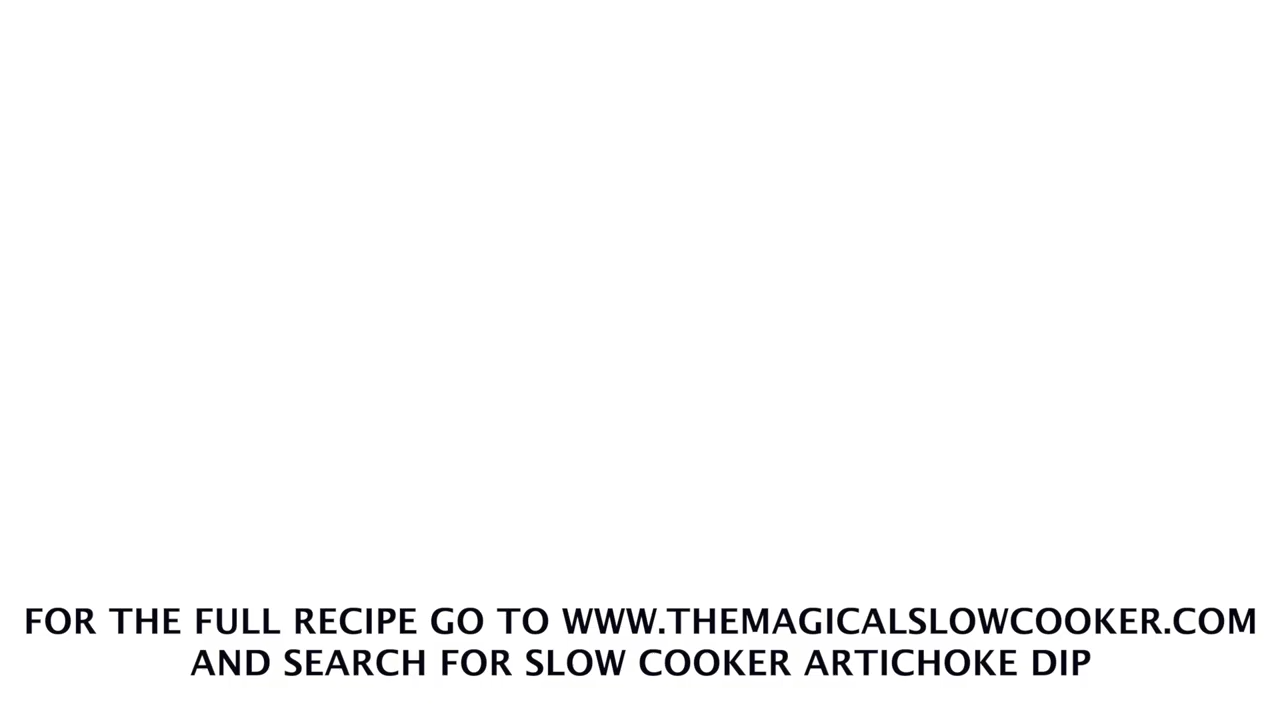 FOR THE FULL RECIPE GO TO WWW.THEMAGICALSLOWCOOKER.COM
AND SEARCH FOR SLOW COOKER ARTICHOKE DIP